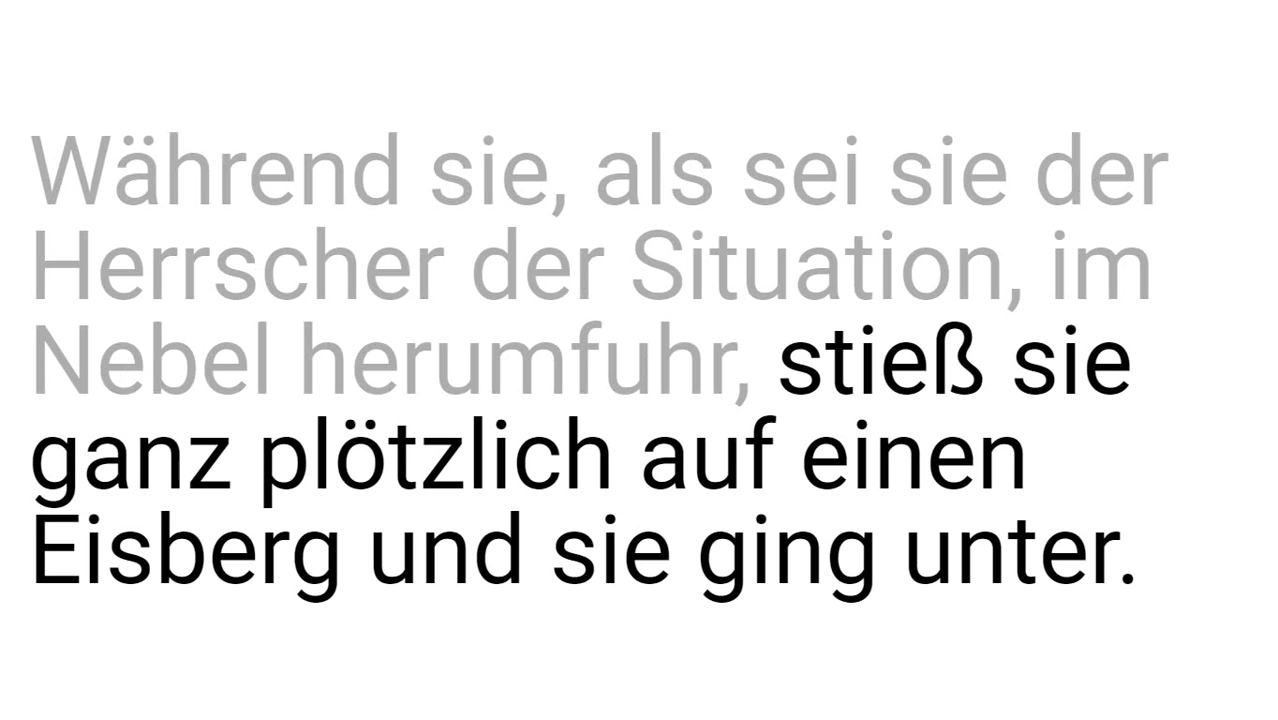 Während sie, als sei sie der
Herrscher der Situation, im
Nebel herumfuhr, stieß sie
ganz plötzlich auf einen
Eisberg und sie ging unter.